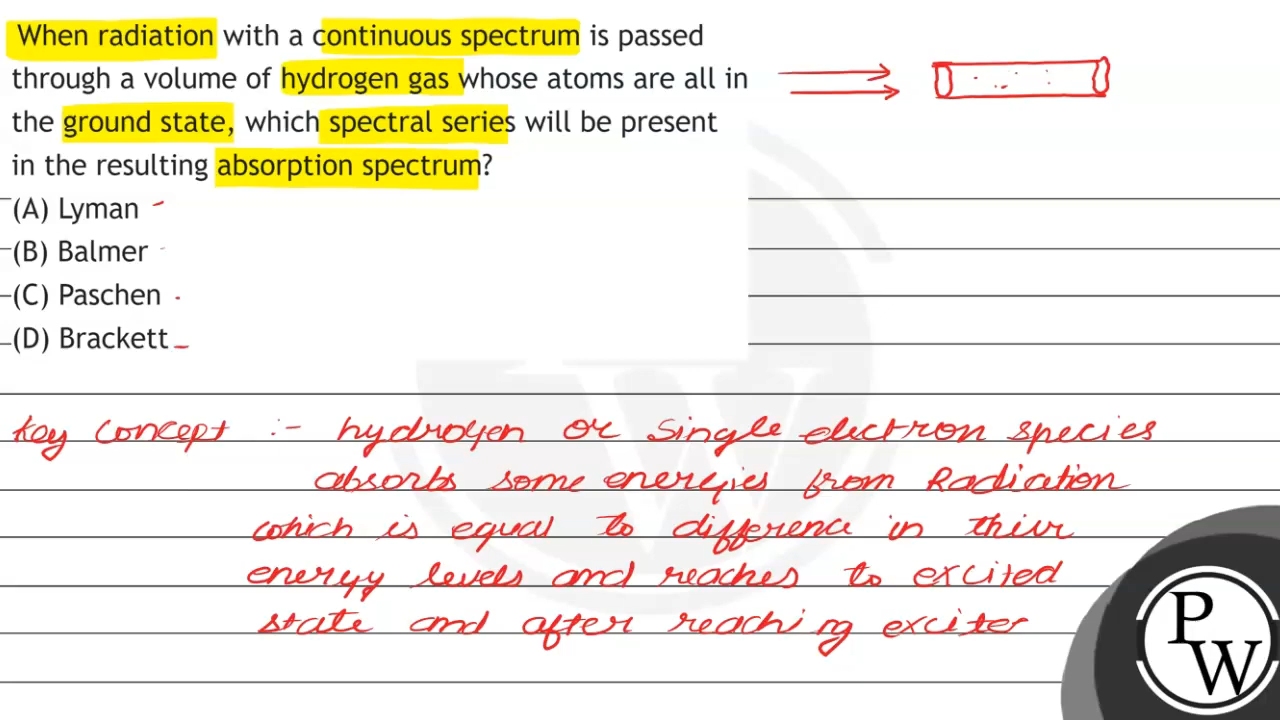 When radiation with a continuous spectrum is passed
through a volume of hydrogen gas whose atoms are all in
the ground state, which spectral series will be present
in the resulting absorption spectrum?
(A) Lyman
(B) Balmer
(C) Paschen
(D) Brackett
Key concept :- hydrogen or single electron species
absorbs some energies from Radiation
which is equal to difference in their
energy levels and reaches to excited
state and after reaching excite
PW